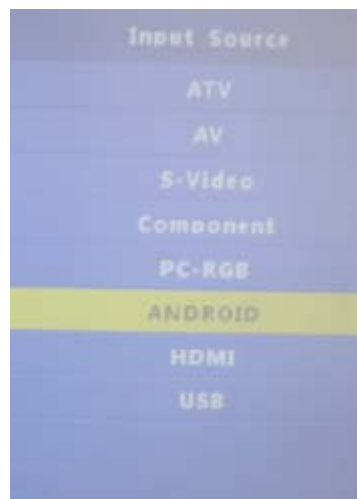 Input Source
ATV
AV
S-Video
Component
PC-RGB
ANDROID
HDMI
USB